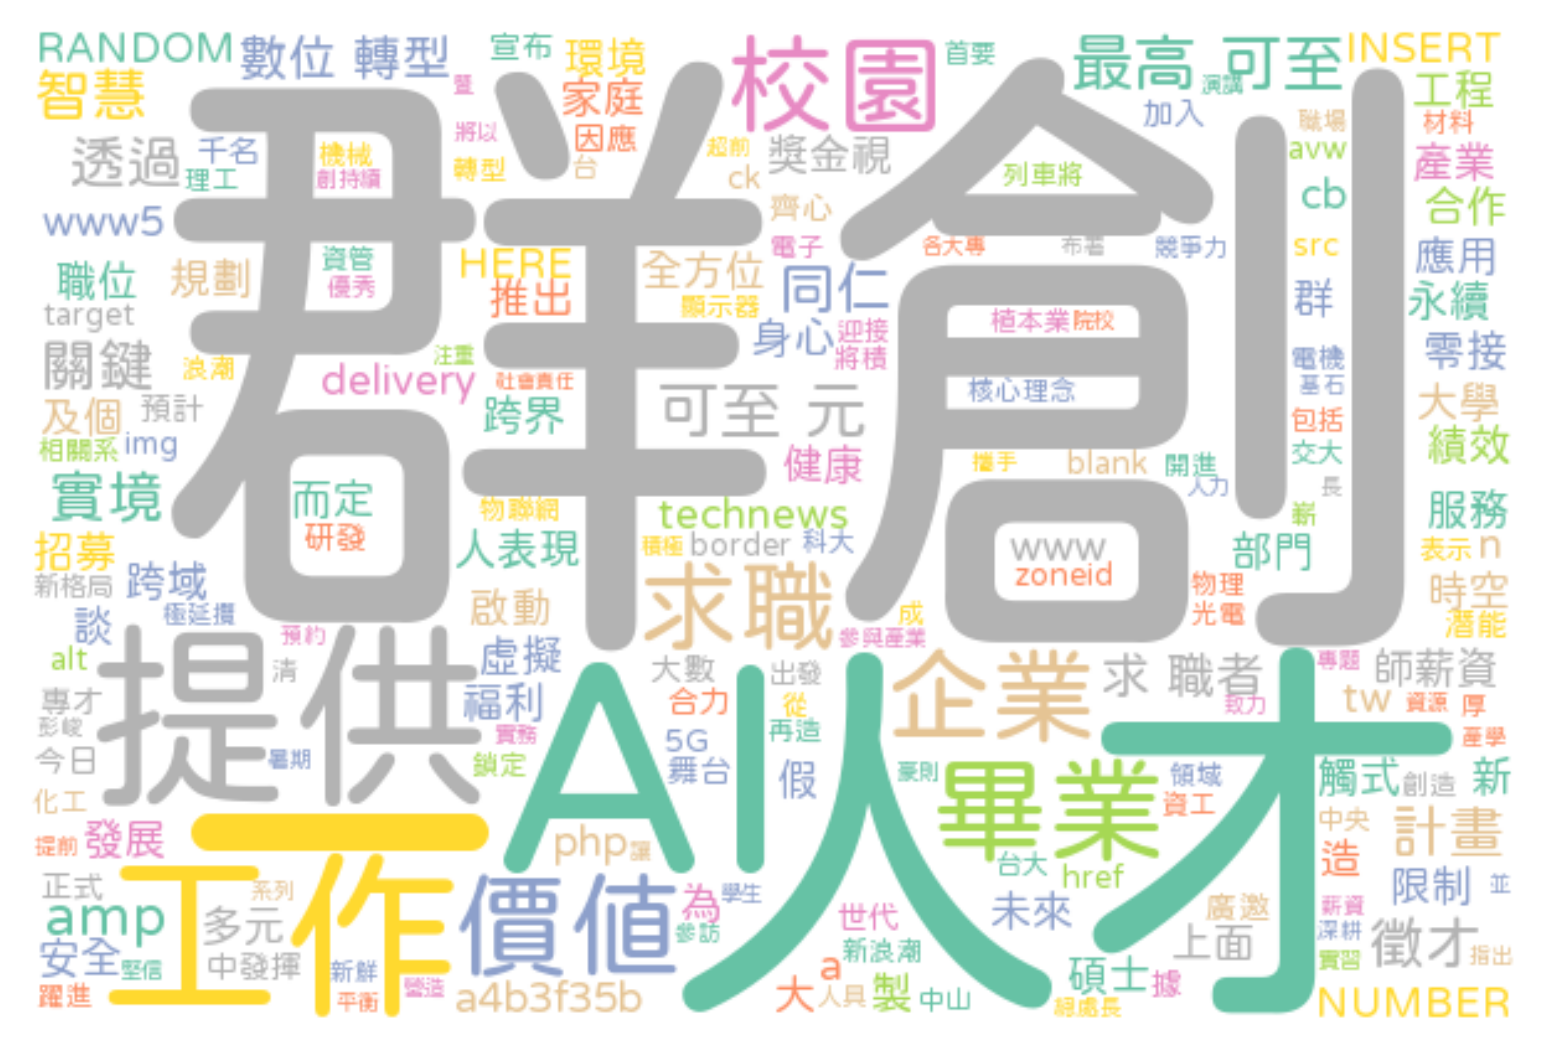 RANDOM 數位 轉型 宣布 環境 校園 首要 最高 可至 INSERT
智慧 暨 家庭 演講 工程
群創
將以 因應 加入 職場 材料
透過 千名 機械 轉型 台 超前 獎金視 avw 產業
理工 創持續 ck 列車將 cb 合作
www5 齊心
資管 HERE 全方位 電子 各大專 布署 競爭力 src 應用
職位 規劃 優秀 推出 顯示器 同仁 群 永續
target 身心 迎接 植本業 院校
關鍵 浪潮 注重 將積 電機 零接
delivery 社會責任 核心理念 基石
及個 預計 跨界 可至 元 包括 大學
相關系 img 健康 攜手 blank 開進 交大 績效
實境 而定 物聯網 technews 人力 長 服務
研發 嶄
招募 人表現 積極 border 科大 www 部門 表示 n
新格局 跨域 求職 zoneid 物理 時空
談 極延攬 啟動 成 光電 潛能
預約 參與產業
alt 提供 清 虛擬 大數 出發 企業 求 職者 專題 師薪資
AI人才
專才 福利 合力 從 致力 tw 資源 厚
彭峻 實務 5G 再造 產學
今日 暑期 鎖定 舞台 假 豪則 畢業 領域 觸式 創造 新
化工 資工 中央 計畫
提前 發展 php 讓 台大 造
工作
正式 系列 價值 為 學生 href 限制 並
amp 多元 參訪 世代 未來 廣邀 薪資
安全 堅信 中發揮 新鮮 新浪潮 上面 深耕 徵才
a 實習 指出
躍進 平衡 營造 a4b3f35b 大 人具 製 中山 碩士 據
總處長 NUMBER